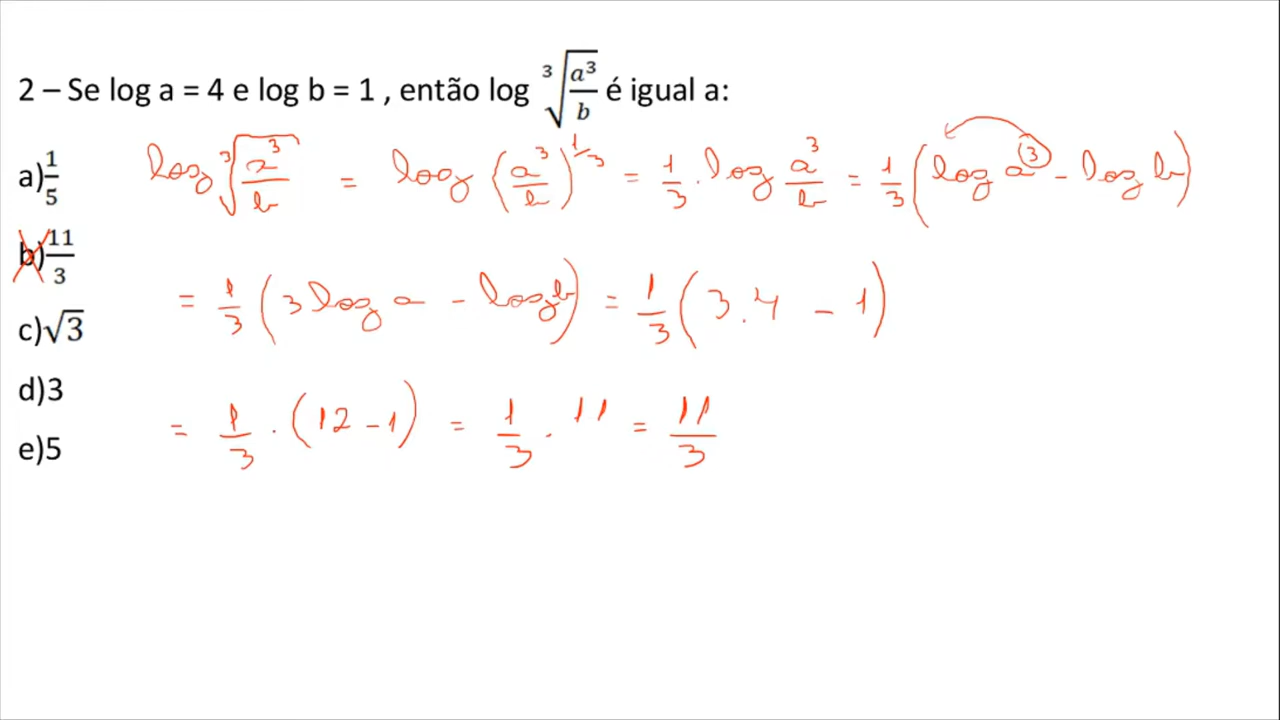 2 – Se log a = 4 e log b = 1 , então log ∛(a³/b) é igual a:
a) 1/5
log ∛(a³/b) = log (a³/b)^(1/3) = 1/3 . log a³/b = 1/3 (log a³ - log b)
b) 11/3
= 1/3 (3 log a - log b) = 1/3 (3.4 - 1)
c) √3
d) 3
= 1/3 . (12 - 1) = 1/3 . 11 = 11/3
e) 5